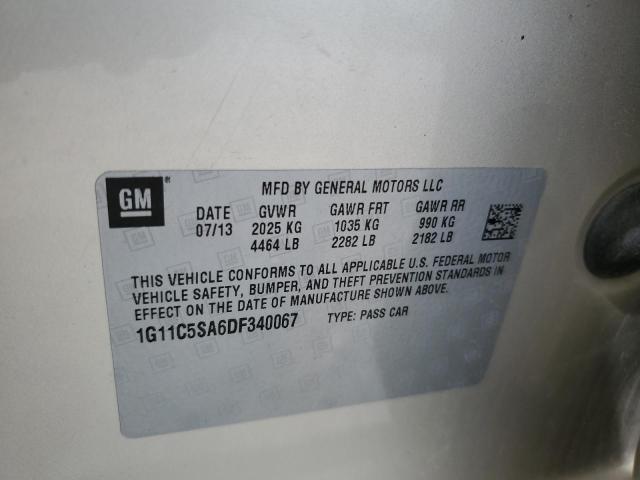 GM
MFD BY GENERAL MOTORS LLC
DATE GVWR GAWR FRT GAWR RR
07/13 2025 KG 1035 KG 990 KG
4464 LB 2282 LB 2182 LB
THIS VEHICLE CONFORMS TO ALL APPLICABLE U.S. FEDERAL MOTOR
VEHICLE SAFETY, BUMPER, AND THEFT PREVENTION STANDARDS IN
EFFECT ON THE DATE OF MANUFACTURE SHOWN ABOVE.
1G11C5SA6DF340067 TYPE: PASS CAR